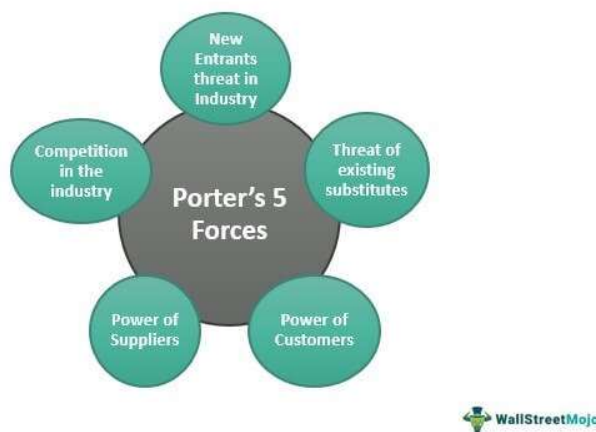 New
Entrants
threat in
Industry
Competition
in the
industry
Threat of
existing
substitutes
Porter's 5
Forces
Power of
Suppliers
Power of
Customers
WallStreetMojo